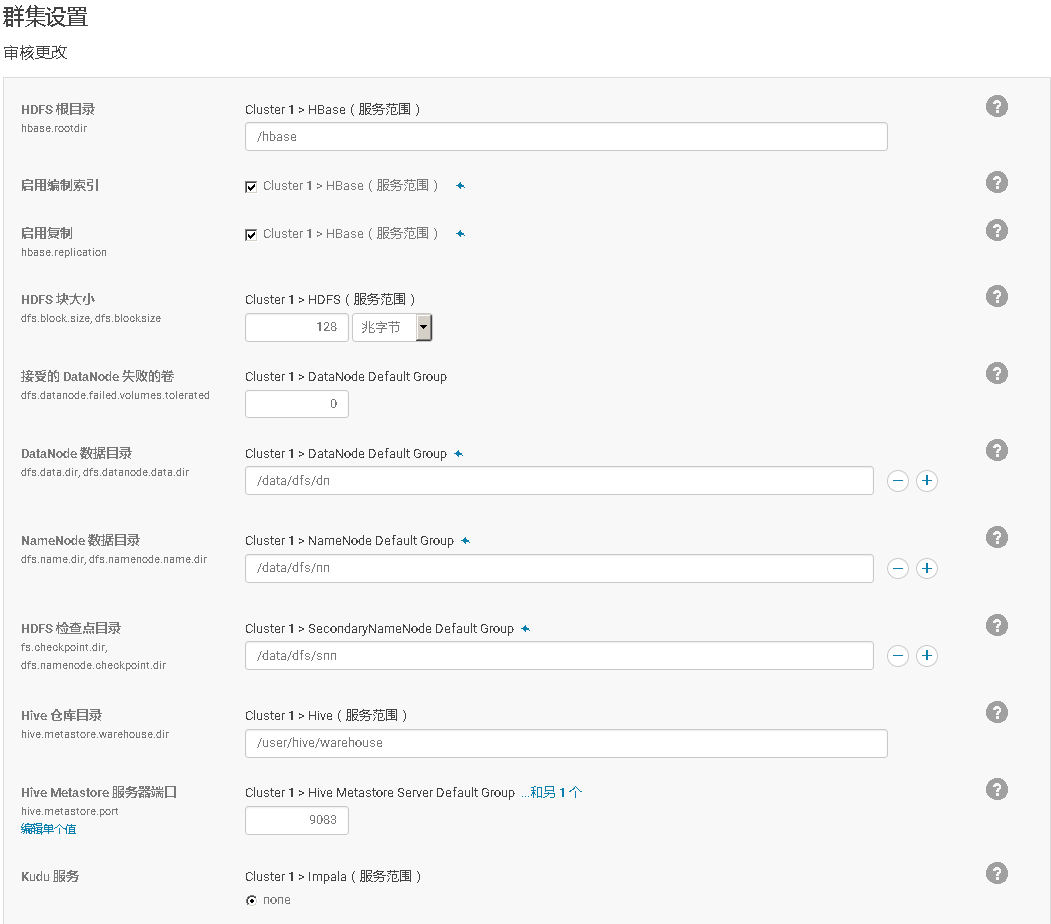 群集设置
审核更改
HDFS 根目录
hbase.rootdir
Cluster 1 > HBase ( 服务范围 )
/hbase
启用编制索引
Cluster 1 > HBase ( 服务范围 )
启用复制
hbase.replication
Cluster 1 > HBase ( 服务范围 )
HDFS 块大小
dfs.block.size, dfs.blocksize
Cluster 1 > HDFS ( 服务范围 )
128 兆字节
接受的 DataNode 失败的卷
dfs.datanode.failed.volumes.tolerated
Cluster 1 > DataNode Default Group
0
DataNode 数据目录
dfs.data.dir, dfs.datanode.data.dir
Cluster 1 > DataNode Default Group
/data/dfs/dn
NameNode 数据目录
dfs.name.dir, dfs.namenode.name.dir
Cluster 1 > NameNode Default Group
/data/dfs/nn
HDFS 检查点目录
fs.checkpoint.dir,
dfs.namenode.checkpoint.dir
Cluster 1 > SecondaryNameNode Default Group
/data/dfs/snn
Hive 仓库目录
hive.metastore.warehouse.dir
Cluster 1 > Hive ( 服务范围 )
/user/hive/warehouse
Hive Metastore 服务器端口
hive.metastore.port
编辑单个值
Cluster 1 > Hive Metastore Server Default Group ...和另 1 个
9083
Kudu 服务
Cluster 1 > Impala ( 服务范围 )
none